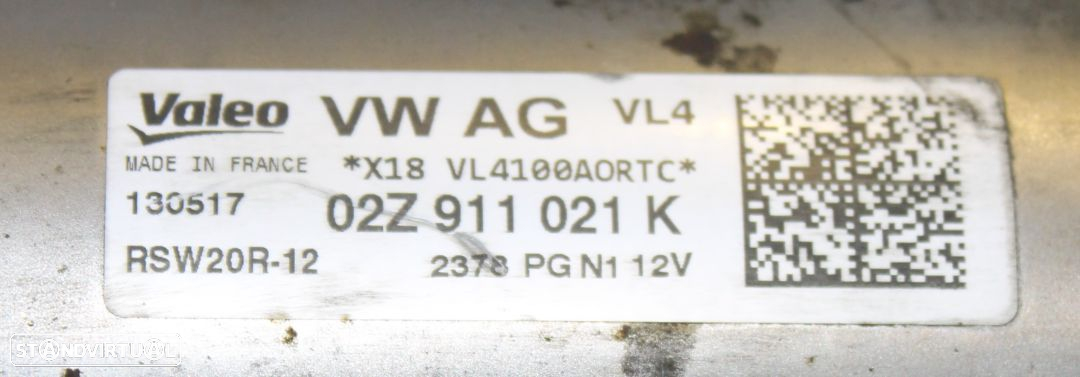 Valeo VW AG VL4
MADE IN FRANCE *X18 VL4100AORTC*
130517 02Z 911 021 K
RSW20R-12 2378 PG N1 12V
STANDVIRTUAL